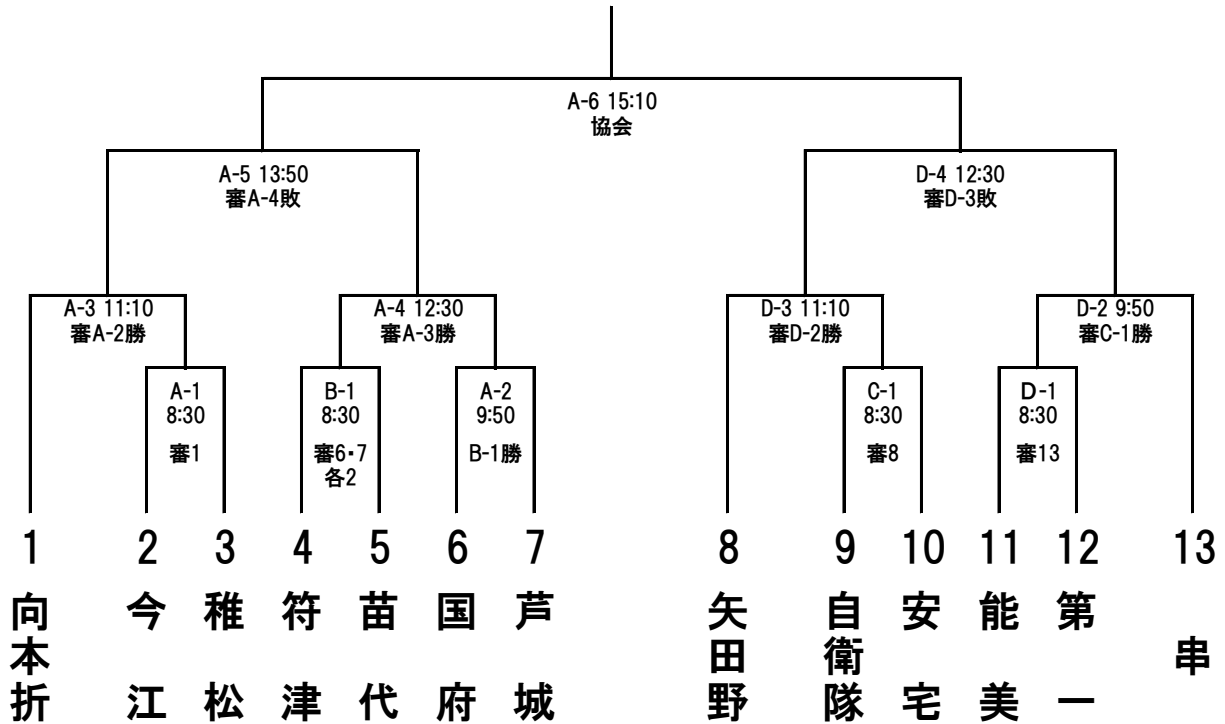 A-6 15:10
協会
A-5 13:50
審A-4敗
D-4 12:30
審D-3敗
A-3 11:10
審A-2勝
A-4 12:30
審A-3勝
D-3 11:10
審D-2勝
D-2 9:50
審C-1勝
A-1
8:30
審1
B-1
8:30
審6・7
各2
A-2
9:50
B-1勝
C-1
8:30
審8
D-1
8:30
審13
1 2 3 4 5 6 7 8 9 10 11 12 13
向本折
今江
稚松
符津
苗代
国府
芦城
矢田野
自衛隊
安宅
能美
第一
串